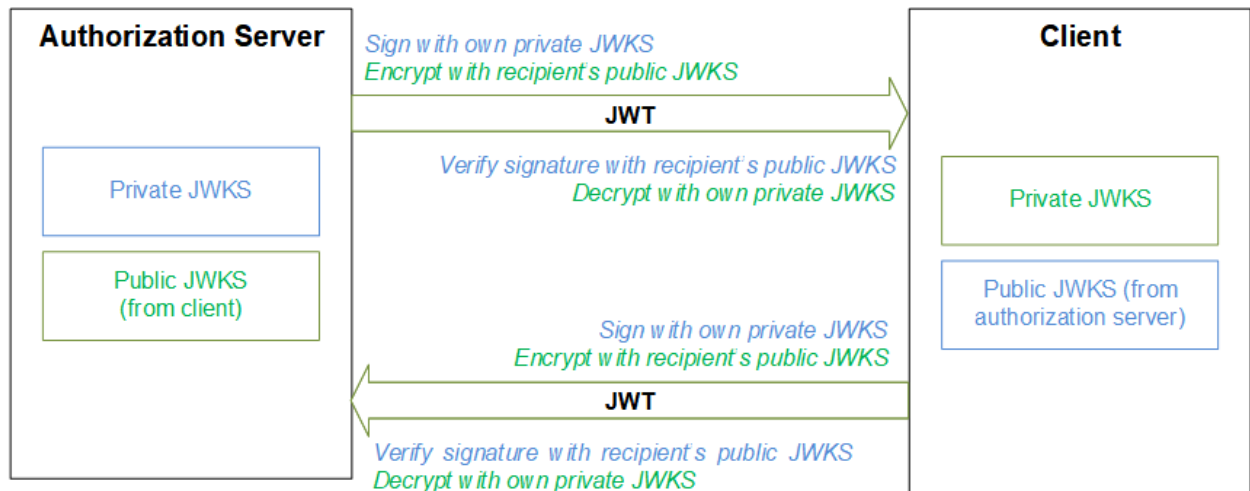 Authorization Server
Client
Sign with own private JWKS
Encrypt with recipient's public JWKS
JWT
Verify signature with recipient's public JWKS
Decrypt with own private JWKS
Private JWKS
Public JWKS
(from client)
Private JWKS
Public JWKS (from
authorization server)
Sign with own private JWKS
Encrypt with recipient's public JWKS
JWT
Verify signature with recipient's public JWKS
Decrypt with own private JWKS